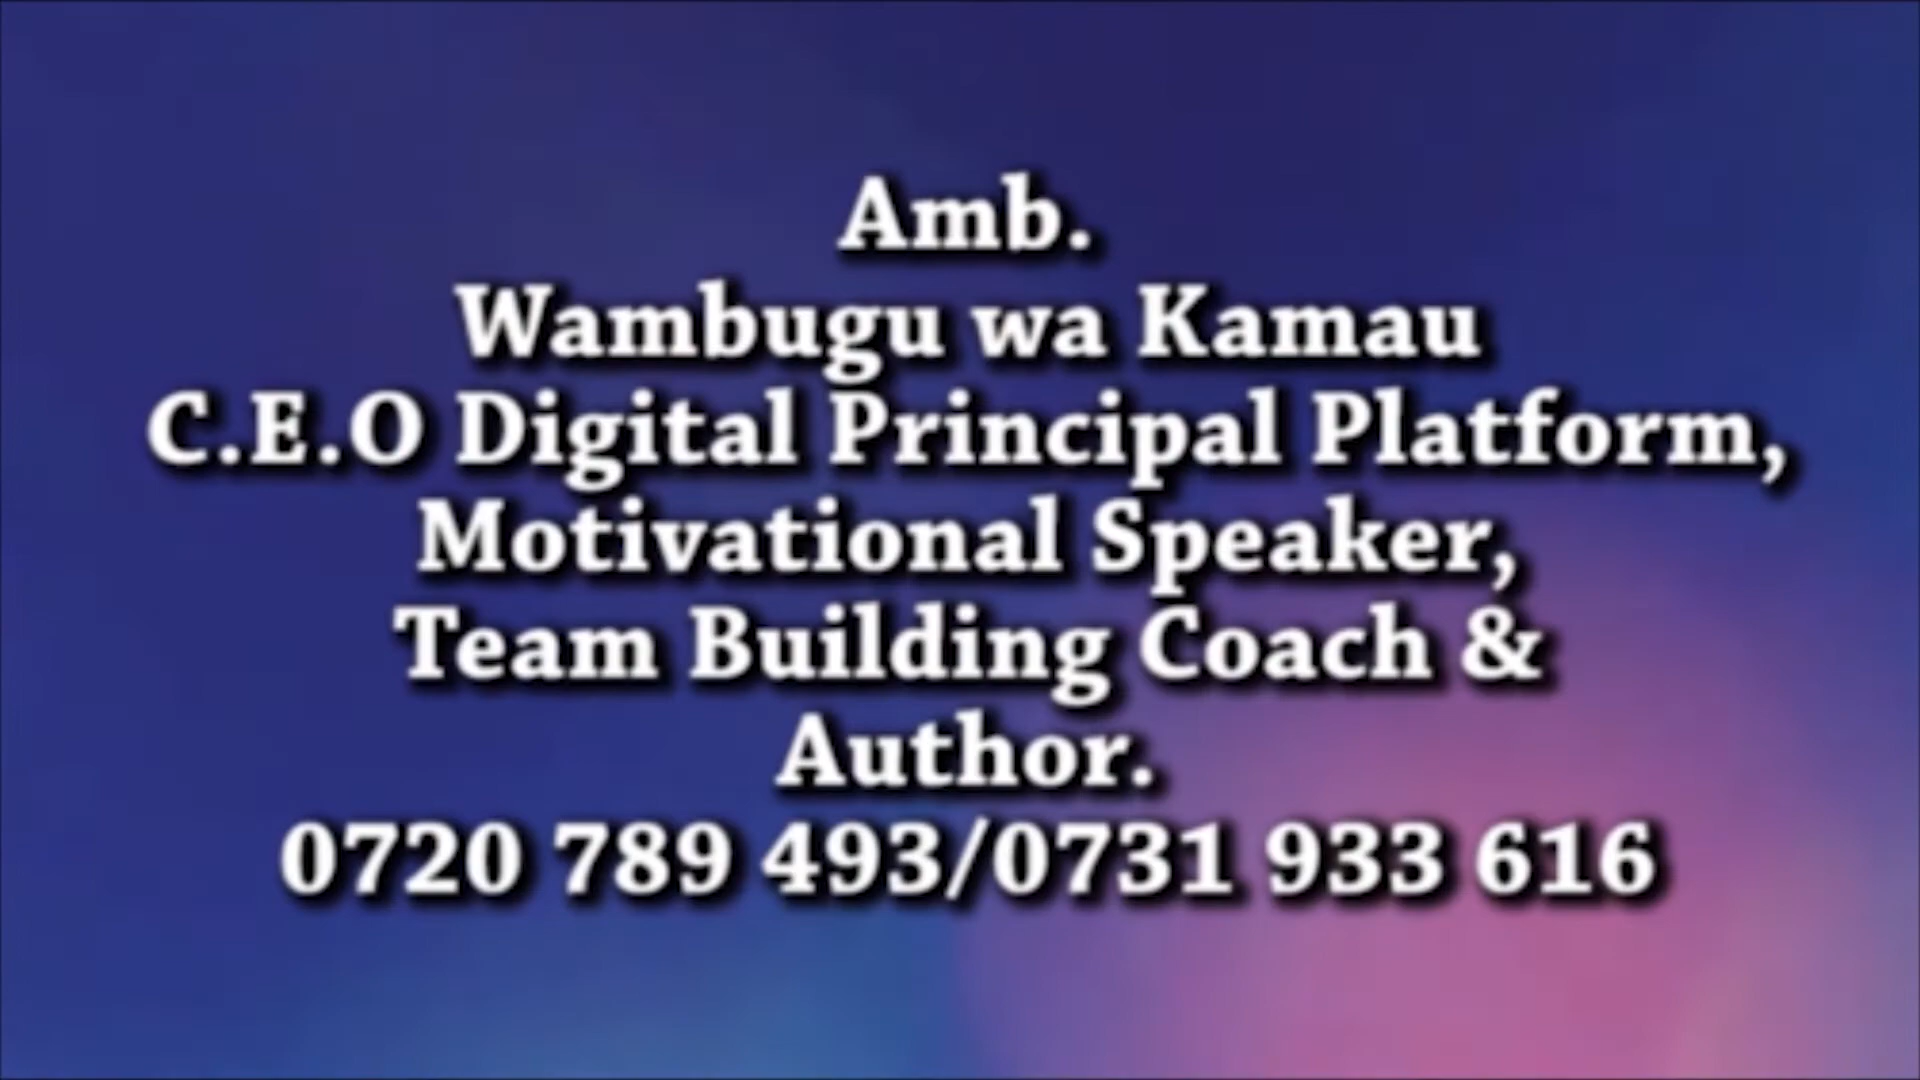 Amb.
Wambugu wa Kamau
C.E.O Digital Principal Platform,
Motivational Speaker,
Team Building Coach &
Author.
0720 789 493/0731 933 616